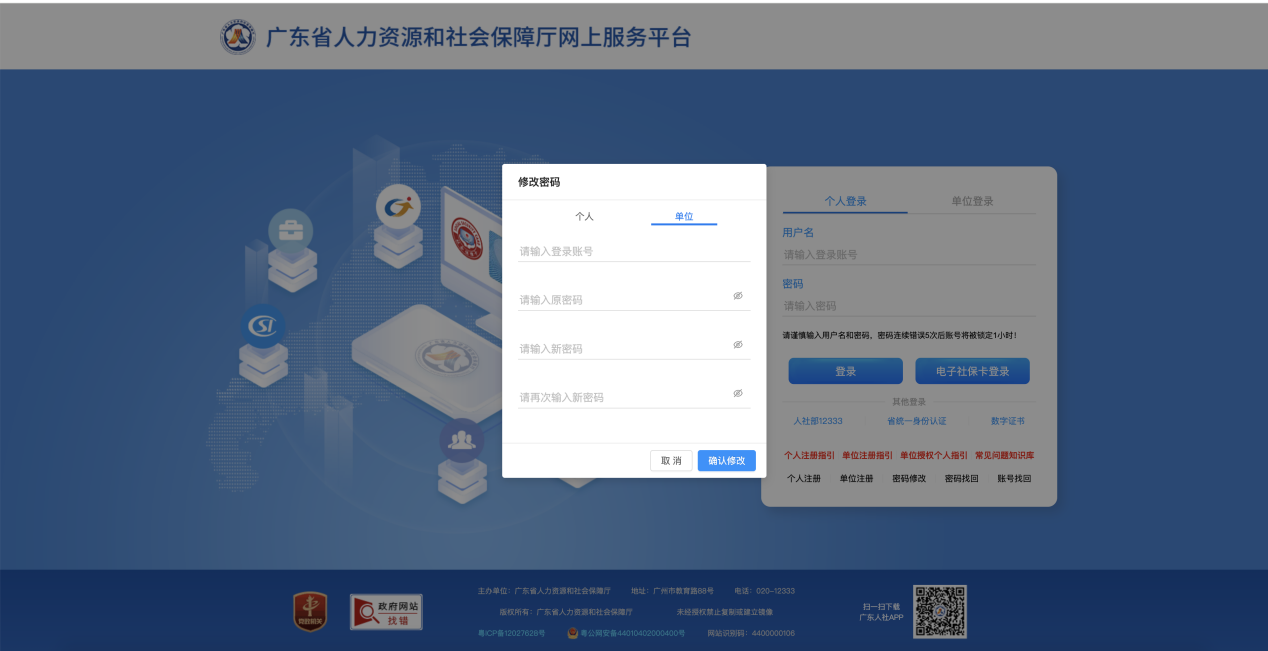 广东省人力资源和社会保障厅网上服务平台
修改密码
个人 单位
请输入登录账号
请输入原密码
请输入新密码
请再次输入新密码
取消 确认修改
个人登录 单位登录
用户名
请输入登录账号
密码
请输入密码
请谨慎输入用户名和密码，密码连续错误5次后账号将被锁定1小时！
登录 电子社保卡登录
其他登录
人社部12333 省统一身份认证 数字证书
个人注册指引 单位注册指引 单位授权个人指引 常见问题知识库
个人注册 单位注册 密码修改 密码找回 账号找回
党政机关
政府网站
找错
主办单位：广东省人力资源和社会保障厅 地址：广州市教育路88号 电话：020-12333
版权所有：广东省人力资源和社会保障厅 未经授权禁止复制或建立镜像
粤ICP备12027628号 粤公网安备44010402000400号 网站识别码：4400000106
扫一扫下载
广东人社APP